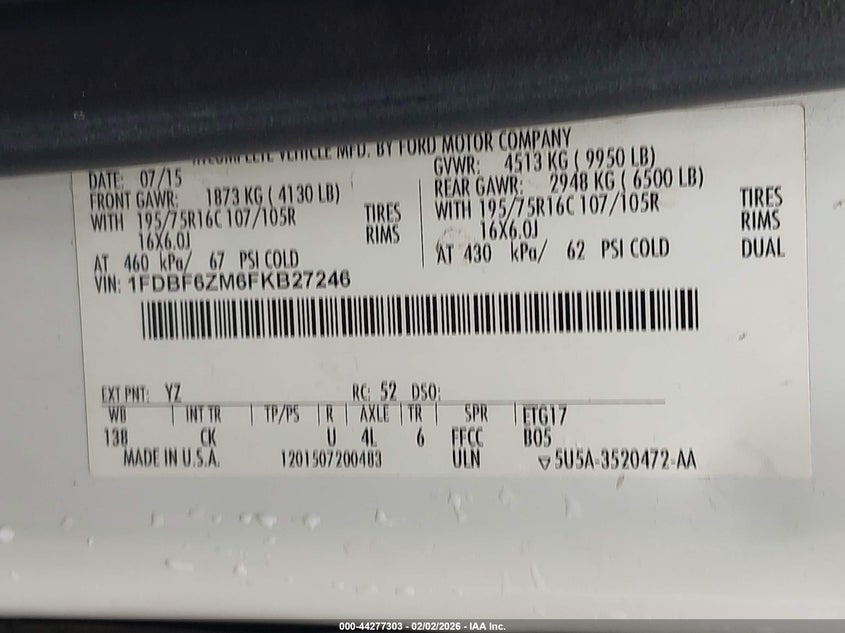 INCOMPLETE VEHICLE MFD. BY FORD MOTOR COMPANY
DATE: 07/15
GVWR: 4513 KG ( 9950 LB)
FRONT GAWR: 1873 KG ( 4130 LB)
REAR GAWR: 2948 KG ( 6500 LB)
WITH 195/75R16C 107/105R TIRES
WITH 195/75R16C 107/105R TIRES
16X6.0J RIMS
16X6.0J RIMS
AT 460 kPa/ 67 PSI COLD
AT 430 kPa/ 62 PSI COLD DUAL
VIN: 1FDBF6ZM6FKB27246
EXT PNT: YZ RC: 52 DSO:
WB | INT TR | TP/PS | R | AXLE | TR | SPR | ETG17
138 CK U 4L 6 FFCC B05
MADE IN U.S.A. 1201507200483 ULN ▽5U5A-3520472-AA
000-44277303 - 02/02/2026 - IAA Inc.